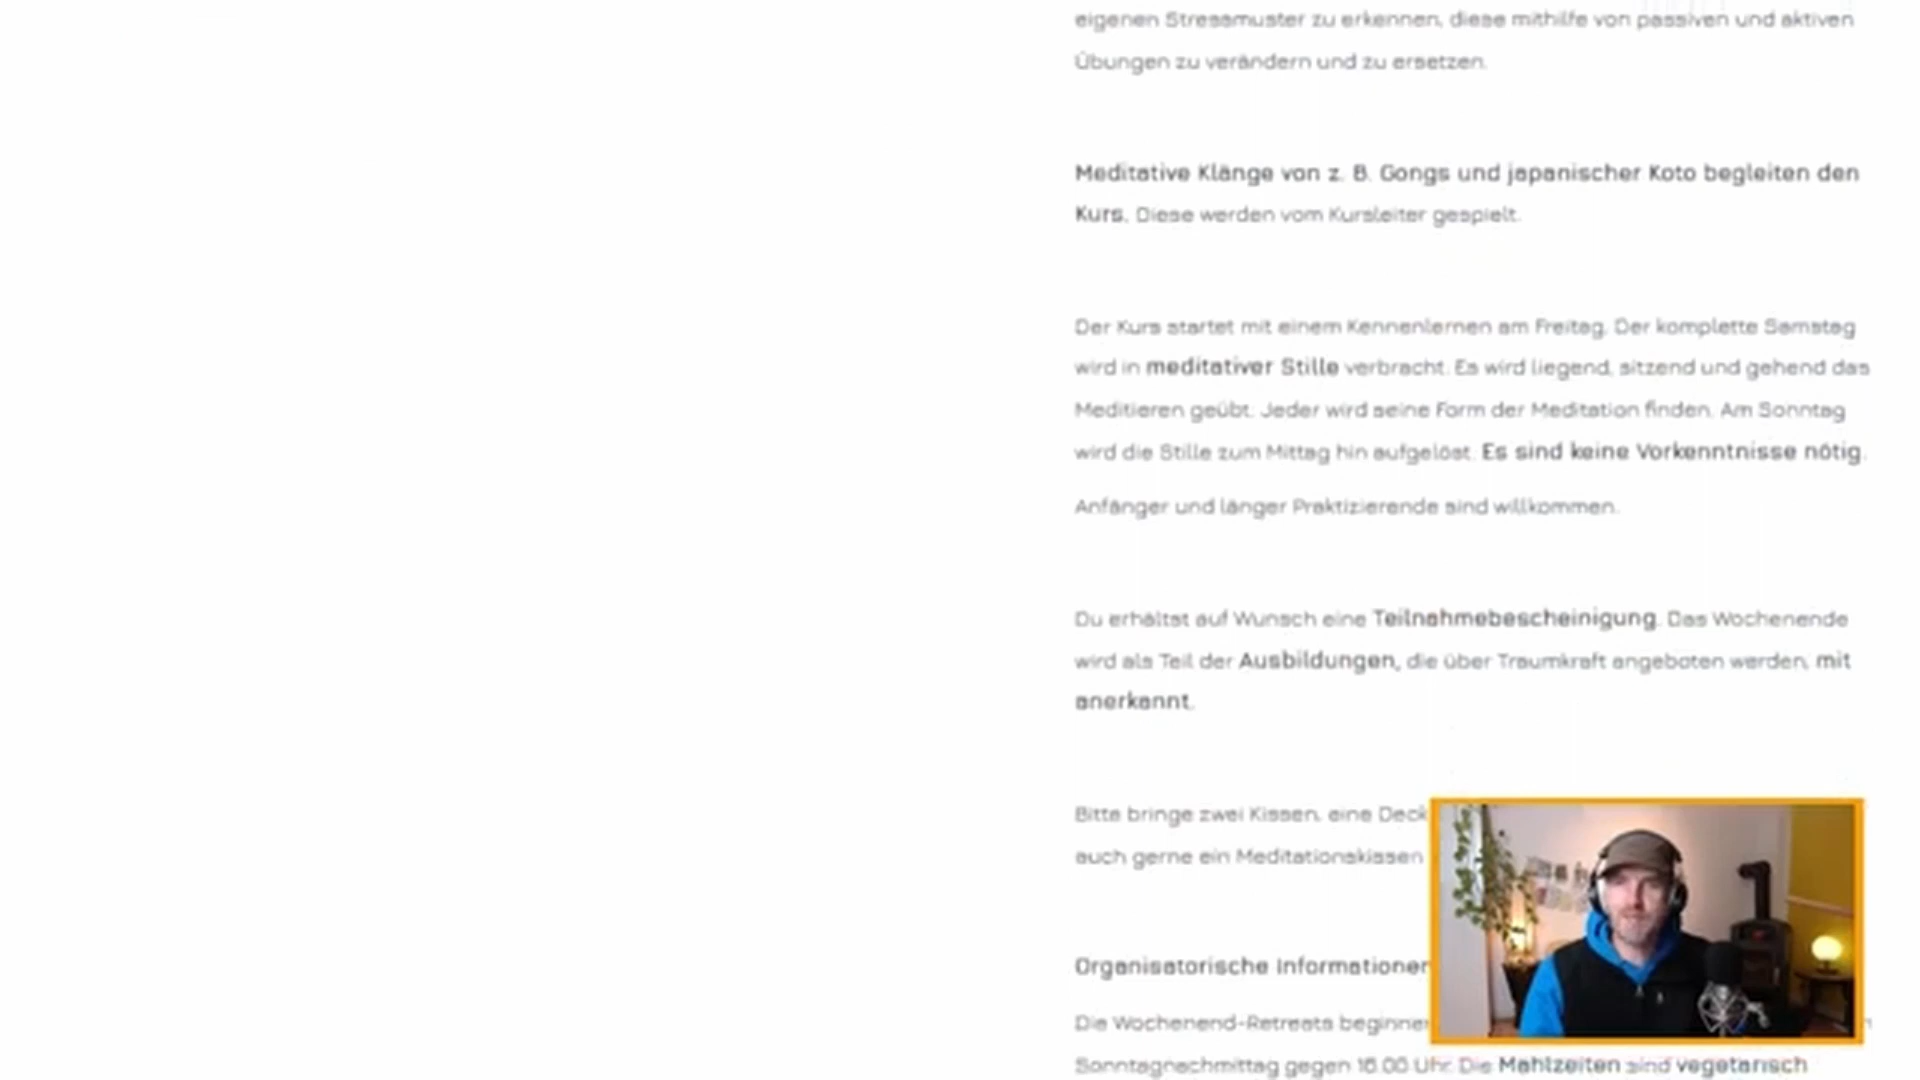 eigenen Stressmuster zu erkennen, diese mithilfe von passiven und aktiven
Übungen zu verändern und zu ersetzen.
Meditative Klänge von z. B. Gongs und japanischer Koto begleiten den
Kurs. Diese werden vom Kursleiter gespielt.
Der Kurs startet mit einem Kennenlernen am Freitag. Der komplette Samstag
wird in meditativer Stille verbracht. Es wird liegend, sitzend und gehend das
Meditieren geübt. Jeder wird seine Form der Meditation finden. Am Sonntag
wird die Stille zum Mittag hin aufgelöst. Es sind keine Vorkenntnisse nötig.
Anfänger und länger Praktizierende sind willkommen.
Du erhältst auf Wunsch eine Teilnahmebescheinigung. Das Wochenende
wird als Teil der Ausbildungen, die über Traumkraft angeboten werden, mit
anerkannt.
Bitte bringe zwei Kissen, eine Deck
auch gerne ein Meditationskissen
Organisatorische Informationen
Die Wochenend-Retreats beginnen
Sonntagnachmittag gegen 16.00 Uhr. Die Mahlzeiten sind vegetarisch